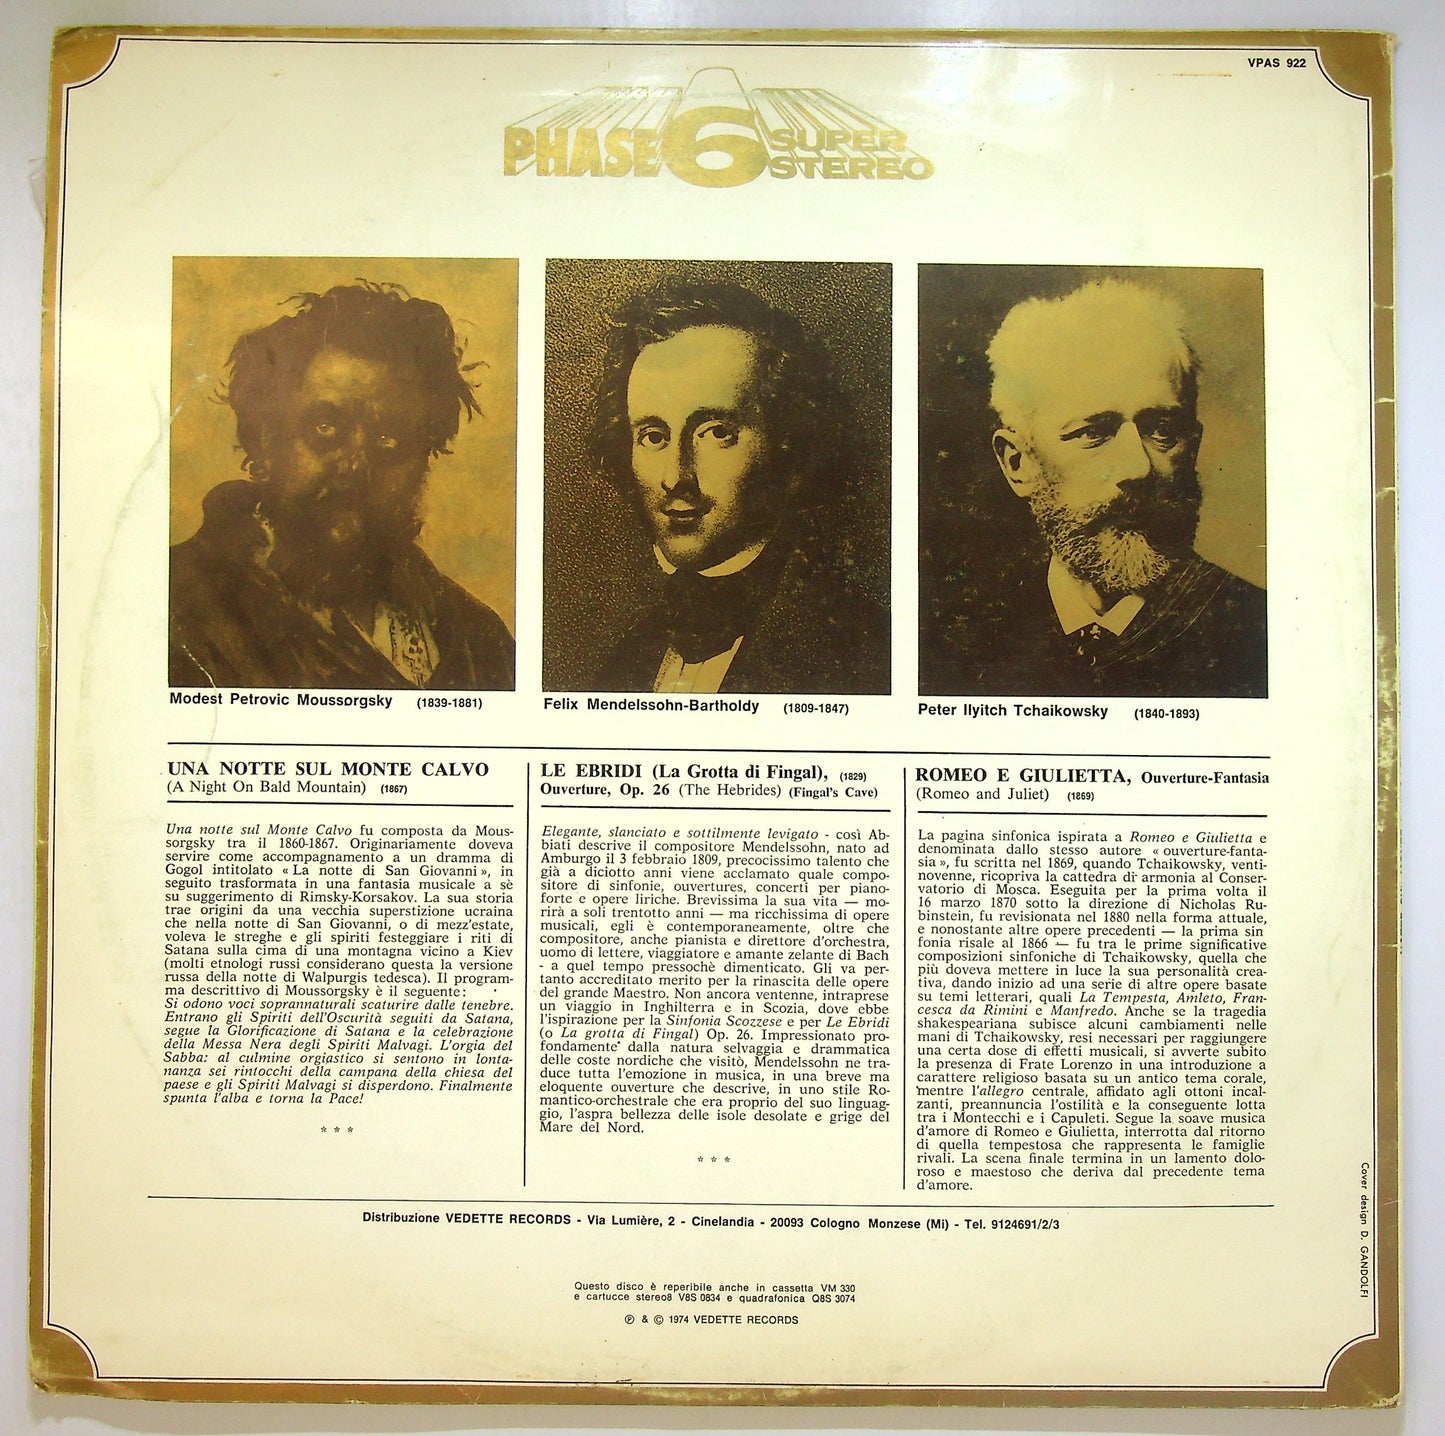 VPAS 922
PHASE 6 SUPER STEREO
Modest Petrovic Moussorgsky (1839-1881)
Felix Mendelssohn-Bartholdy (1809-1847)
Peter Ilyitch Tchaikowsky (1840-1893)
UNA NOTTE SUL MONTE CALVO
(A Night On Bald Mountain) (1867)
Una notte sul Monte Calvo fu composta da Mous-
sorgsky tra il 1860-1867. Originariamente doveva
servire come accompagnamento a un dramma di
Gogol intitolato « La notte di San Giovanni », in
seguito trasformata in una fantasia musicale a sè
su suggerimento di Rimsky-Korsakov. La sua storia
trae origini da una vecchia superstizione ucraina
che nella notte di San Giovanni, o di mezz'estate,
voleva le streghe e gli spiriti festeggiare i riti di
Satana sulla cima di una montagna vicino a Kiev
(molti etnologi russi considerano questa la versione
russa della notte di Walpurgis tedesca). Il program-
ma descrittivo di Moussorgsky è il seguente:
Si odono voci soprannaturali scaturire dalle tenebre.
Entrano gli Spiriti dell'Oscurità seguiti da Satana,
segue la Glorificazione di Satana e la celebrazione
della Messa Nera degli Spiriti Malvagi. L'orgia del
Sabba: al culmine orgiastico si sentono in lonta-
nanza sei rintocchi della campana della chiesa del
paese e gli Spiriti Malvagi si disperdono. Finalmente
spunta l'alba e torna la Pace!
* * *
LE EBRIDI (La Grotta di Fingal), (1829)
Ouverture, Op. 26 (The Hebrides) (Fingal's Cave)
Elegante, slanciato e sottilmente levigato - così Ab-
biati descrive il compositore Mendelssohn, nato ad
Amburgo il 3 febbraio 1809, precocissimo talento che
già a diciotto anni viene acclamato quale compo-
sitore di sinfonie, ouvertures, concerti per piano-
forte e opere liriche. Brevissima la sua vita — mo-
rirà a soli trentotto anni — ma ricchissima di opere
musicali, egli è contemporaneamente, oltre che
compositore, anche pianista e direttore d'orchestra,
uomo di lettere, viaggiatore e amante zelante di Bach
- a quel tempo pressochè dimenticato. Gli va per-
tanto accreditato merito per la rinascita delle opere
del grande Maestro. Non ancora ventenne, intraprese
un viaggio in Inghilterra e in Scozia, dove ebbe
l'ispirazione per la Sinfonia Scozzese e per Le Ebridi
(o La grotta di Fingal) Op. 26. Impressionato pro-
fondamente dalla natura selvaggia e drammatica
delle coste nordiche che visitò, Mendelssohn ne tra-
duce tutta l'emozione in musica, in una breve ma
eloquente ouverture che descrive, in uno stile Ro-
mantico-orchestrale che era proprio del suo linguag-
gio, l'aspra bellezza delle isole desolate e grige del
Mare del Nord.
* * *
ROMEO E GIULIETTA, Ouverture-Fantasia
(Romeo and Juliet) (1869)
La pagina sinfonica ispirata a Romeo e Giulietta e
denominata dallo stesso autore « ouverture-fanta-
sia », fu scritta nel 1869, quando Tchaikowsky, venti-
novenne, ricopriva la cattedra di armonia al Conser-
vatorio di Mosca. Eseguita per la prima volta il
16 marzo 1870 sotto la direzione di Nicholas Ru-
binstein, fu revisionata nel 1880 nella forma attuale,
e nonostante altre opere precedenti — la prima sin
fonia risale al 1866 — fu tra le prime significative
composizioni sinfoniche di Tchaikowsky, quella che
più doveva mettere in luce la sua personalità crea-
tiva, dando inizio ad una serie di altre opere basate
su temi letterari, quali La Tempesta, Amleto, Fran-
cesca da Rimini e Manfredo. Anche se la tragedia
shakespeariana subisce alcuni cambiamenti nelle
mani di Tchaikowsky, resi necessari per raggiungere
una certa dose di effetti musicali, si avverte subito
la presenza di Frate Lorenzo in una introduzione a
carattere religioso basata su un antico tema corale,
mentre l'allegro centrale, affidato agli ottoni incal-
zanti, preannuncia l'ostilità e la conseguente lotta
tra i Montecchi e i Capuleti. Segue la soave musica
d'amore di Romeo e Giulietta, interrotta dal ritorno
di quella tempestosa che rappresenta le famiglie
rivali. La scena finale termina in un lamento dolo-
roso e maestoso che deriva dal precedente tema
d'amore.
Distribuzione VEDETTE RECORDS - Via Lumière, 2 - Cinelandia - 20093 Cologno Monzese (Mi) - Tel. 9124691/2/3
Questo disco è reperibile anche in cassetta VM 330
e cartucce stereo8 V8S 0834 e quadrafonica Q8S 3074
℗ & © 1974 VEDETTE RECORDS
Cover design D. GANDOLFI